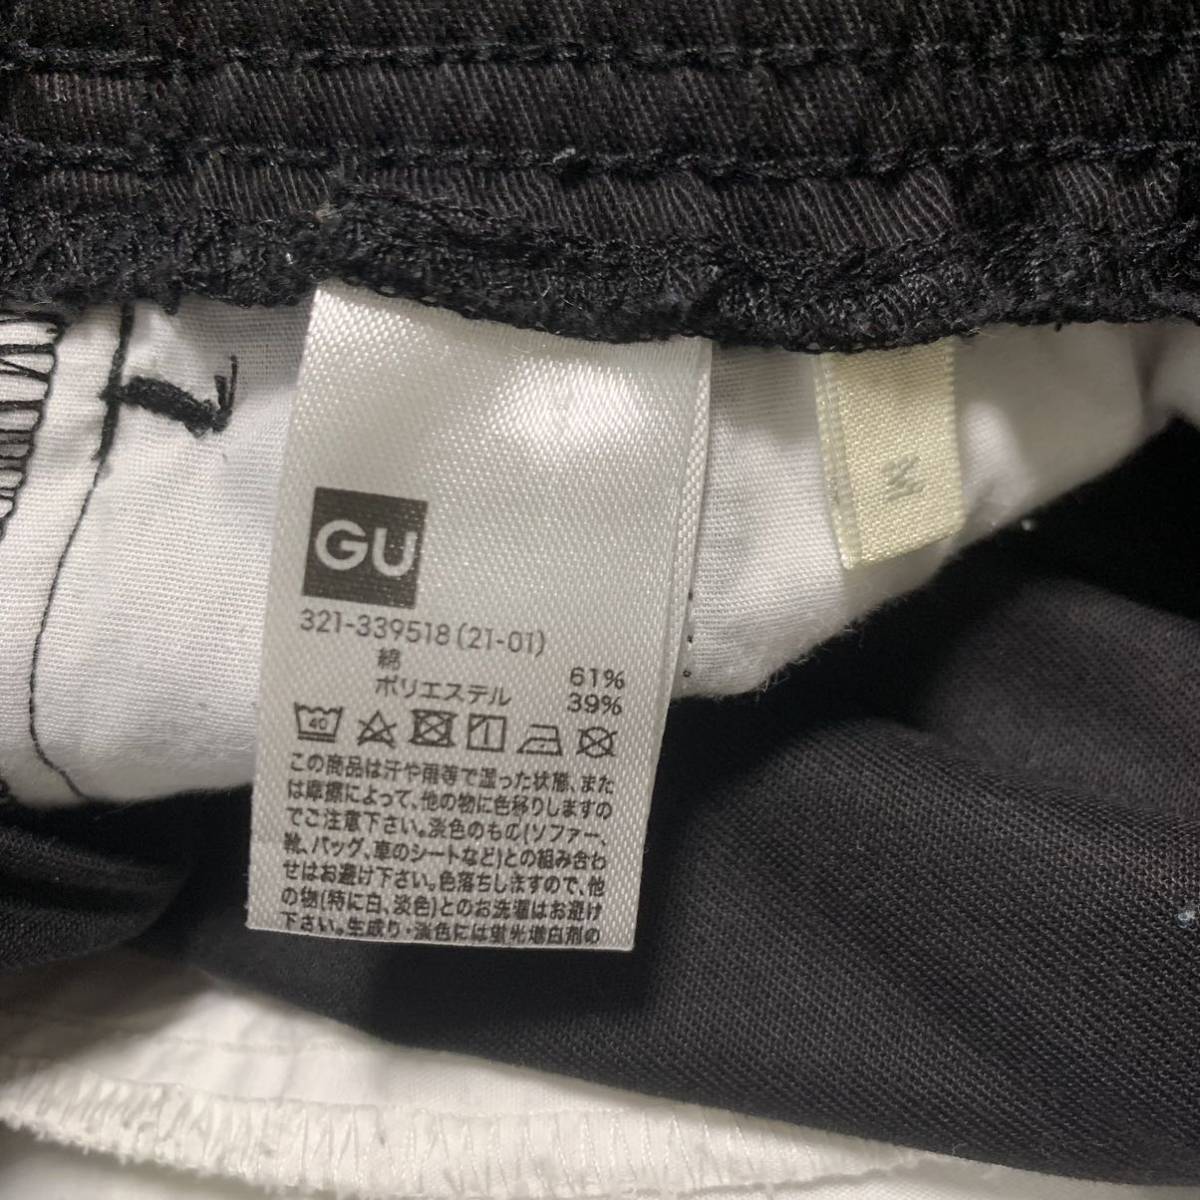 GU
321-339518(21-01)
綿 61%
ポリエステル 39%
40
この商品は汗や雨等で湿った状態、また
は摩擦によって、他の物に色移りしますの
でご注意下さい。淡色のもの(ソファー、
靴、バッグ、車のシートなど)との組み合わ
せはお避け下さい。色落ちしますので、他
の物(特に白、淡色)とのお洗濯はお避け
下さい。生成り・淡色には蛍光増白剤の
M